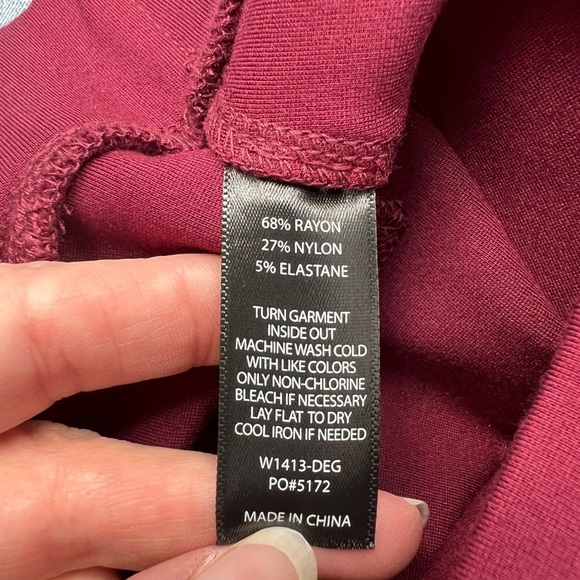 68% RAYON
27% NYLON
5% ELASTANE
TURN GARMENT
INSIDE OUT
MACHINE WASH COLD
WITH LIKE COLORS
ONLY NON-CHLORINE
BLEACH IF NECESSARY
LAY FLAT TO DRY
COOL IRON IF NEEDED
W1413-DEG
PO#5172
MADE IN CHINA